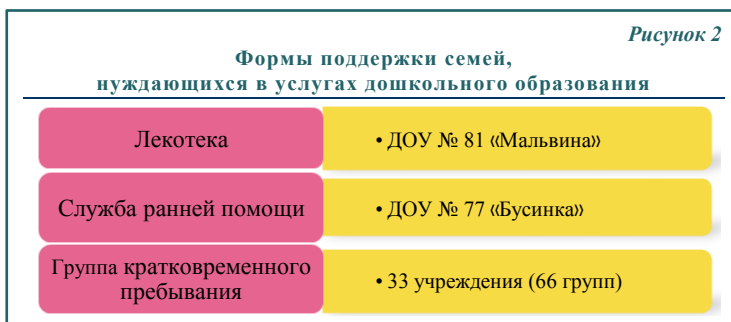 Рисунок 2
Формы поддержки семей,
нуждающихся в услугах дошкольного образования
Лекотека
• ДОУ № 81 «Мальвина»
Служба ранней помощи
• ДОУ № 77 «Бусинка»
Группа кратковременного
пребывания
• 33 учреждения (66 групп)